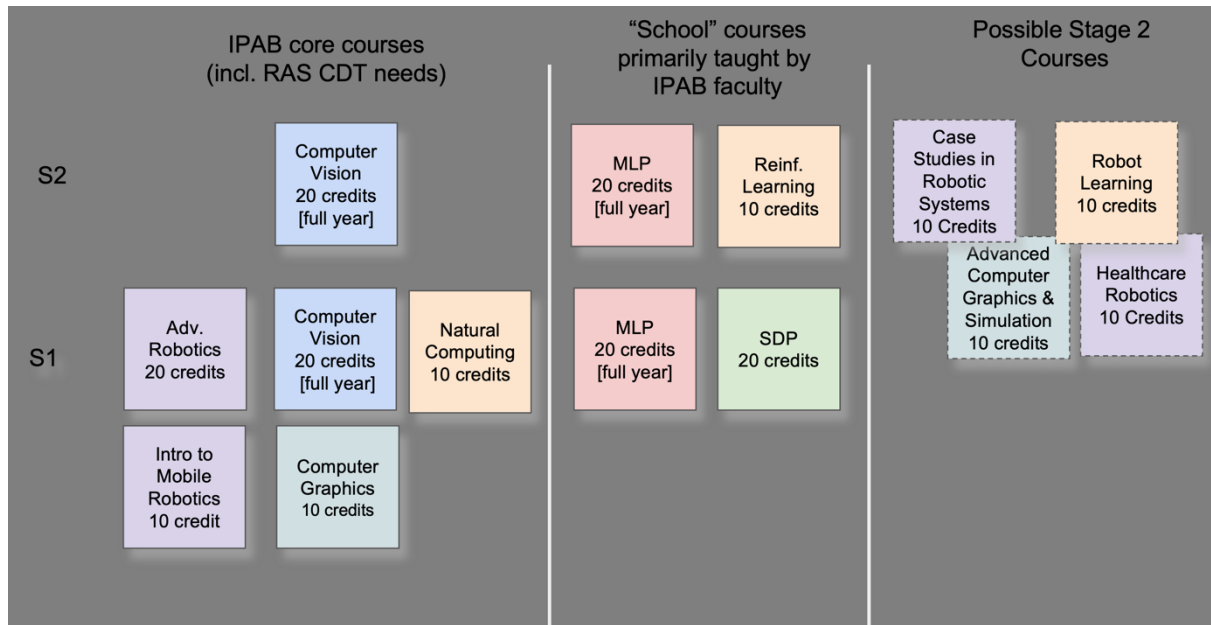 IPAB core courses
(incl. RAS CDT needs)
“School” courses
primarily taught by
IPAB faculty
Possible Stage 2
Courses
S2
Computer
Vision
20 credits
[full year]
MLP
20 credits
[full year]
Reinf.
Learning
10 credits
Case
Studies in
Robotic
Systems
10 Credits
Robot
Learning
10 credits
Advanced
Computer
Graphics &
Simulation
10 credits
Healthcare
Robotics
10 Credits
S1
Adv.
Robotics
20 credits
Computer
Vision
20 credits
[full year]
Natural
Computing
10 credits
MLP
20 credits
[full year]
SDP
20 credits
Intro to
Mobile
Robotics
10 credit
Computer
Graphics
10 credits